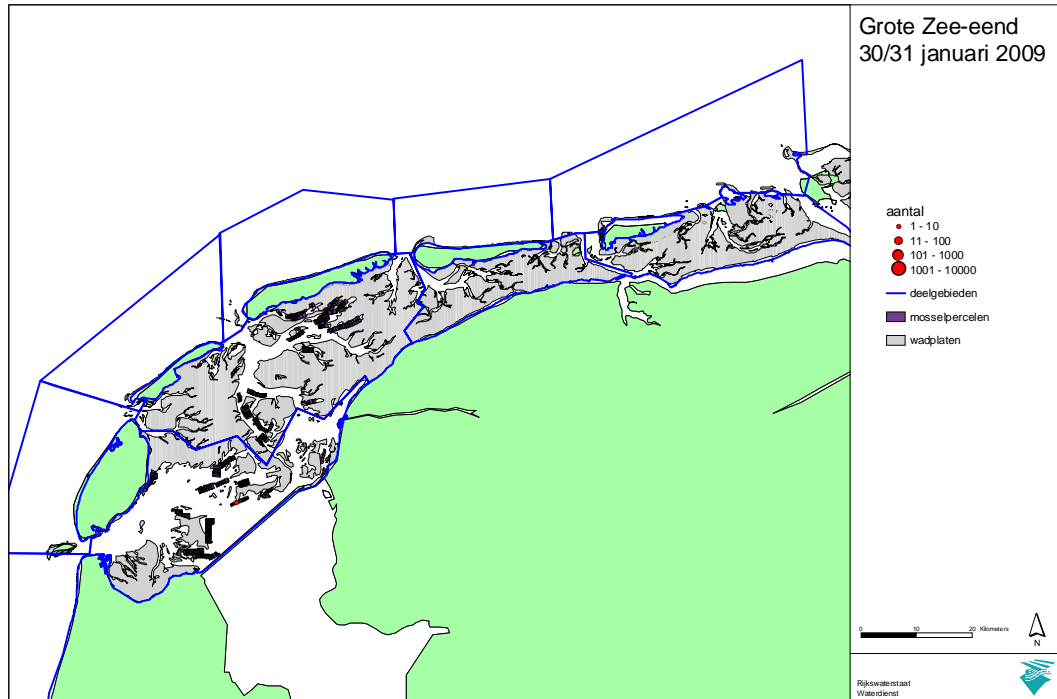 Grote Zee-eend
30/31 januari 2009
aantal
1 - 10
11 - 100
101 - 1000
1001 - 10000
deelgebieden
mosselpercelen
wadplaten
0 10 20 Kilometers
N
Rijkswaterstaat
Waterdienst